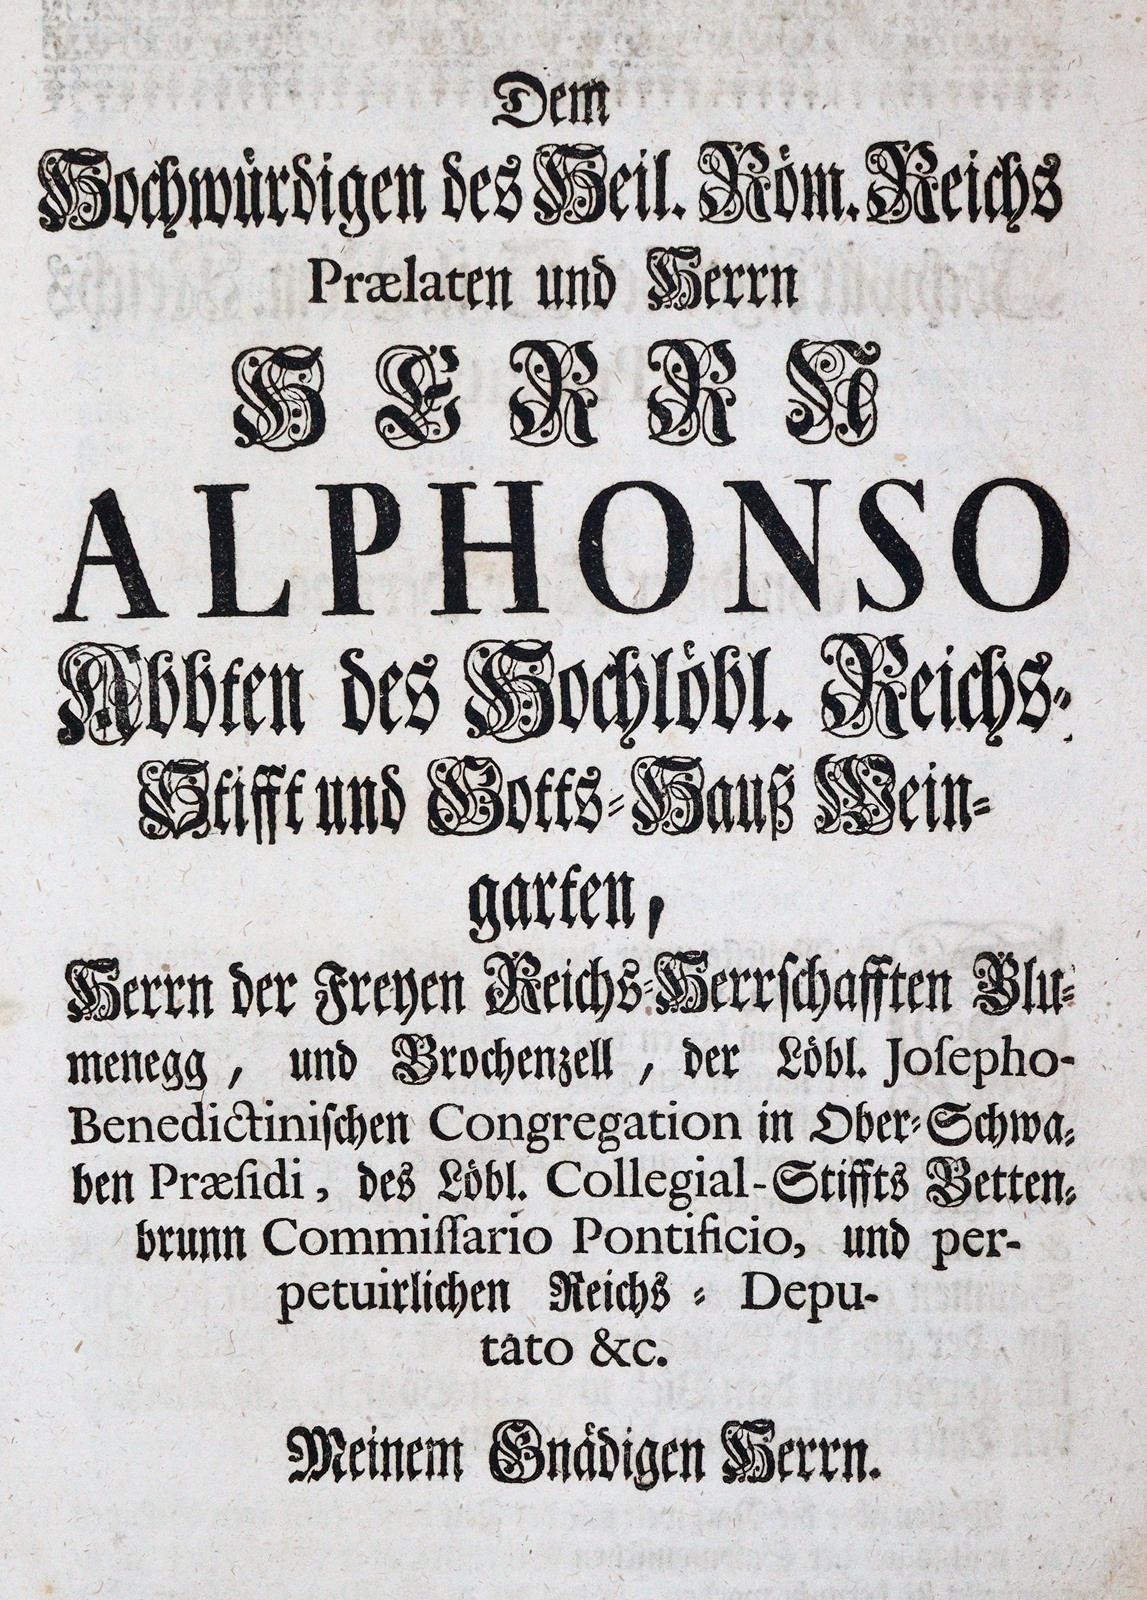 Dem
Hochwürdigen des Heil. Röm. Reichs
Prælaten und Herrn
HERRN
ALPHONSO
Abbten des Hochlöbl. Reichs-
Stifft und Gotts-Hauß Wein-
garten,
Herrn der Freyen Reichs-Herrſchafften Blu-
menegg, und Brochenzell, der Löbl. Joſepho-
Benedictiniſchen Congregation in Ober-Schwa-
ben Præſidi, des Löbl. Collegial-Stiffts Betten-
brunn Commiſſario Pontificio, und per-
petuirlichen Reichs-Depu-
tato &c.
Meinem Gnädigen Herrn.